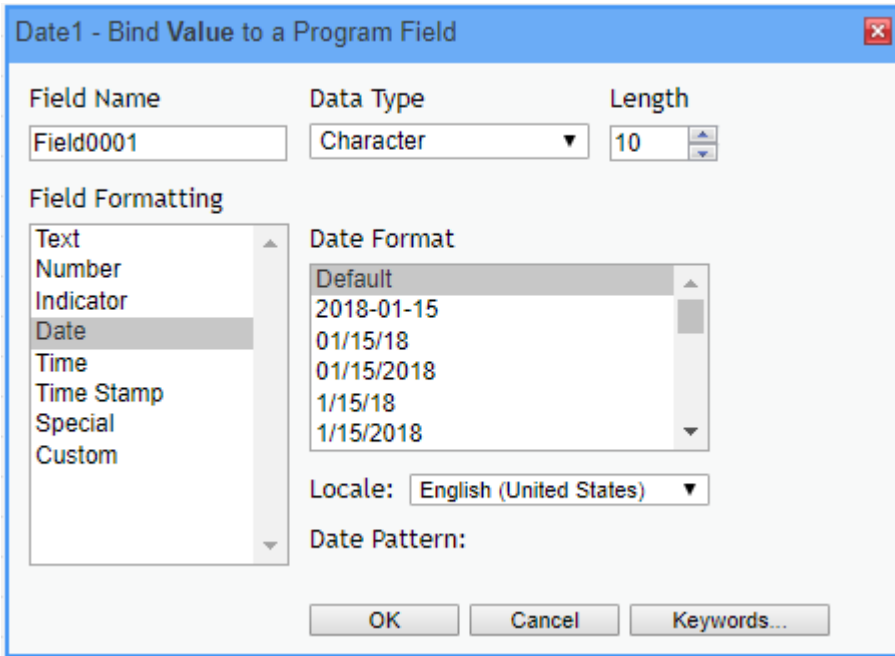 Date1 - Bind Value to a Program Field
Field Name
Data Type
Length
Field0001
Character
10
Field Formatting
Text
Number
Indicator
Date
Time
Time Stamp
Special
Custom
Date Format
Default
2018-01-15
01/15/18
01/15/2018
1/15/18
1/15/2018
Locale:
English (United States)
Date Pattern:
OK
Cancel
Keywords...